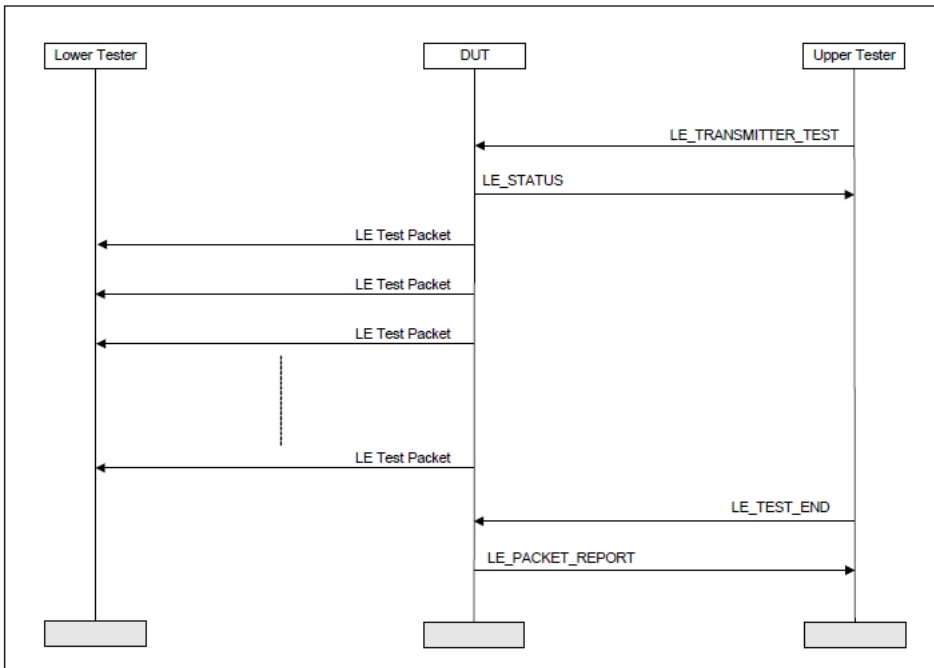 Lower Tester
DUT
Upper Tester
LE_TRANSMITTER_TEST
LE_STATUS
LE Test Packet
LE Test Packet
LE Test Packet
LE Test Packet
LE_TEST_END
LE_PACKET_REPORT